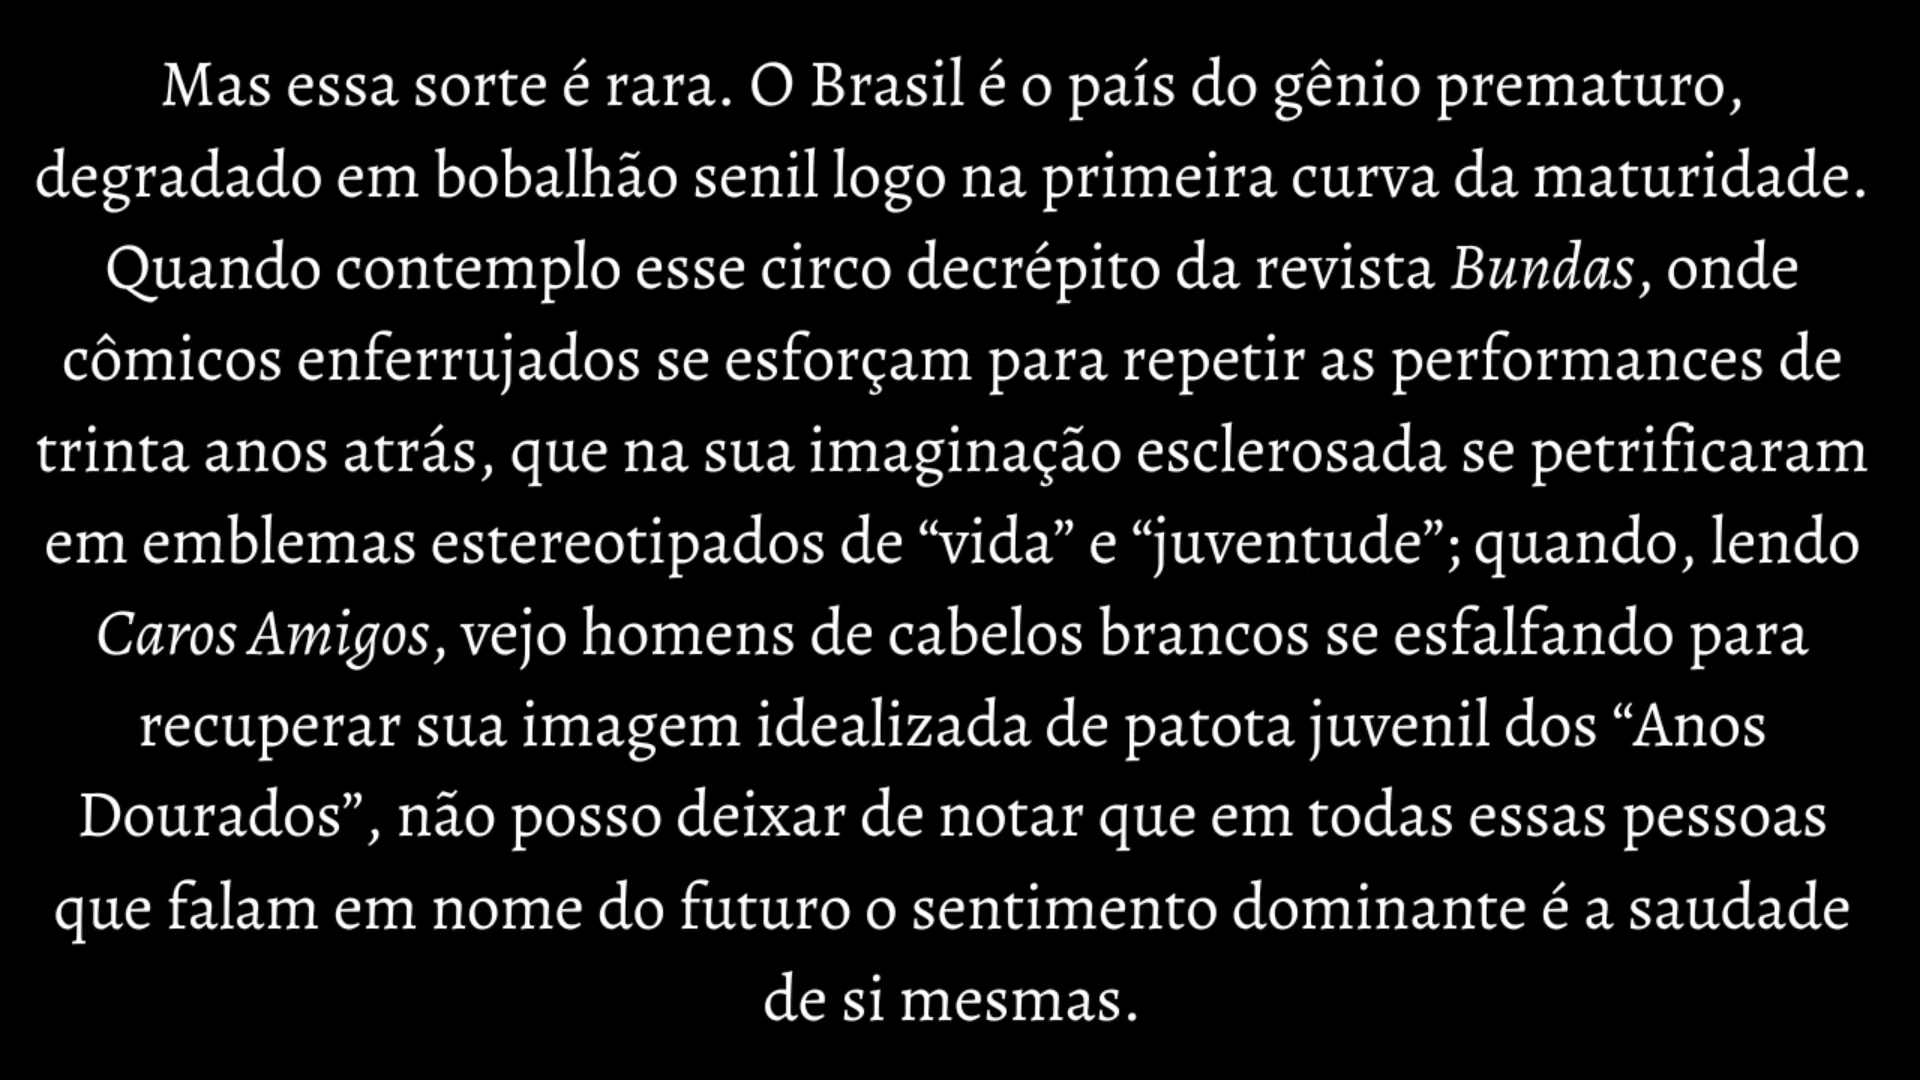 Mas essa sorte é rara. O Brasil é o país do gênio prematuro,
degradado em bobalhão senil logo na primeira curva da maturidade.
Quando contemplo esse circo decrépito da revista Bundas, onde
cômicos enferrujados se esforçam para repetir as performances de
trinta anos atrás, que na sua imaginação esclerosada se petrificaram
em emblemas estereotipados de “vida” e “juventude”; quando, lendo
Caros Amigos, vejo homens de cabelos brancos se esfalfando para
recuperar sua imagem idealizada de patota juvenil dos “Anos
Dourados”, não posso deixar de notar que em todas essas pessoas
que falam em nome do futuro o sentimento dominante é a saudade
de si mesmas.